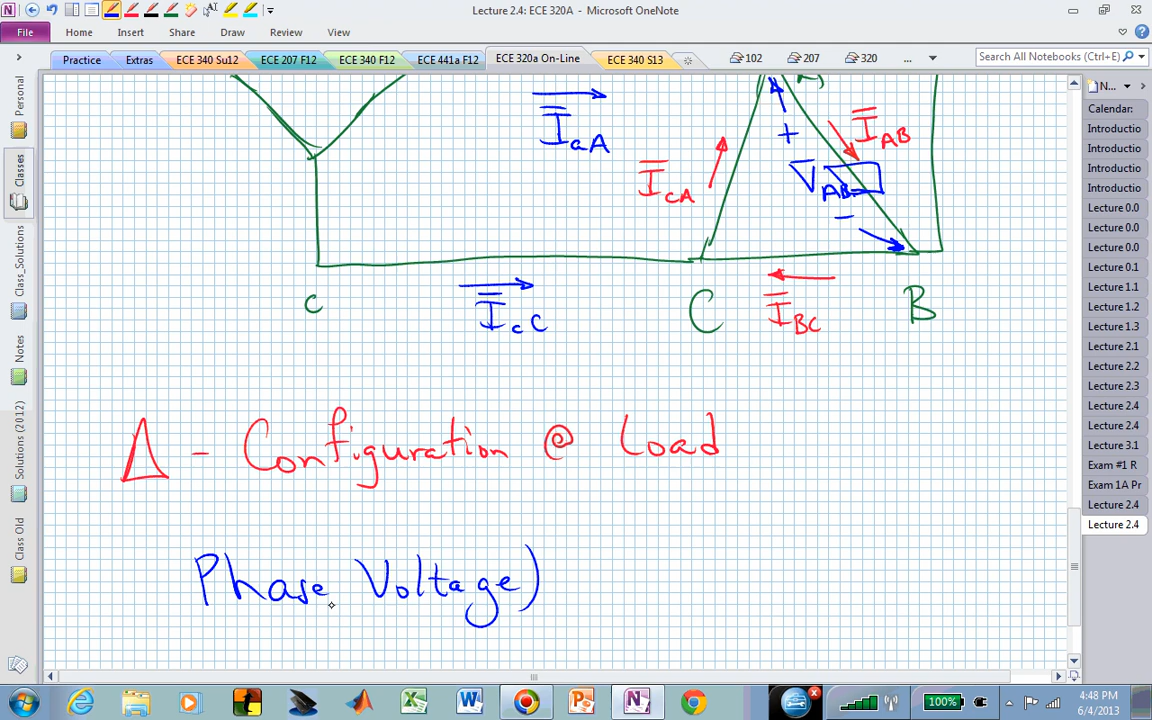 Lecture 2.4: ECE 320A - Microsoft OneNote
File Home Insert Share Draw Review View
Practice Extras ECE 340 Su12 ECE 207 F12 ECE 340 F12 ECE 441a F12 ECE 320a On-Line ECE 340 S13 102 207 320 ... Search All Notebooks (Ctrl+E)
Personal
Classes
Class_Solutions
Notes
Solutions (2012)
Class Old
N...
Calendar:
Introductio
Introductio
Introductio
Introductio
Lecture 0.0
Lecture 0.0
Lecture 0.0
Lecture 0.1
Lecture 1.1
Lecture 1.2
Lecture 1.3
Lecture 2.1
Lecture 2.2
Lecture 2.3
Lecture 2.4
Lecture 2.4
Lecture 3.1
Exam #1 R
Exam 1A Pr
Lecture 2.4
Lecture 2.4
I aA
+
I AB
I CA
V AB
-
c
I cC
C
I BC
B
Δ - Configuration @ Load
Phase Voltage)
100%
4:48 PM
6/4/2013